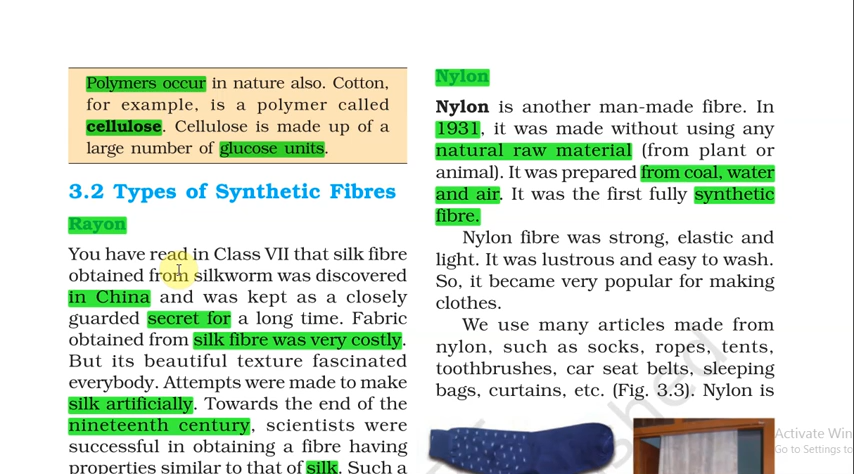 Polymers occur in nature also. Cotton,
for example, is a polymer called
cellulose. Cellulose is made up of a
large number of glucose units.
3.2 Types of Synthetic Fibres
Rayon
You have read in Class VII that silk fibre
obtained from silkworm was discovered
in China and was kept as a closely
guarded secret for a long time. Fabric
obtained from silk fibre was very costly.
But its beautiful texture fascinated
everybody. Attempts were made to make
silk artificially. Towards the end of the
nineteenth century, scientists were
successful in obtaining a fibre having
properties similar to that of silk. Such a
Nylon
Nylon is another man-made fibre. In
1931, it was made without using any
natural raw material (from plant or
animal). It was prepared from coal, water
and air. It was the first fully synthetic
fibre.
Nylon fibre was strong, elastic and
light. It was lustrous and easy to wash.
So, it became very popular for making
clothes.
We use many articles made from
nylon, such as socks, ropes, tents,
toothbrushes, car seat belts, sleeping
bags, curtains, etc. (Fig. 3.3). Nylon is
Activate Win
Go to Settings to